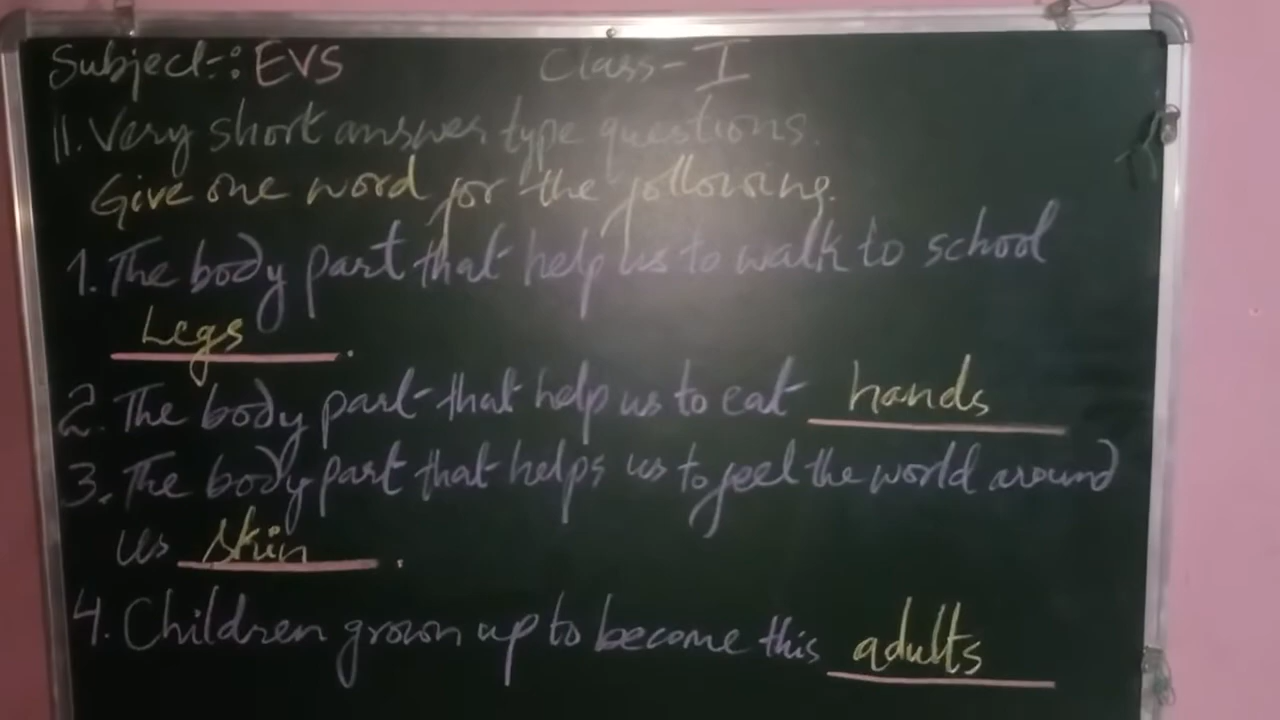 Subject-: EVS Class- I
II. Very short answer type questions.
Give one word for the following.
1. The body part that help us to walk to school
Legs.
2. The body part that help us to eat hands
3. The body part that helps us to feel the world around
us skin.
4. Children grown up to become this adults